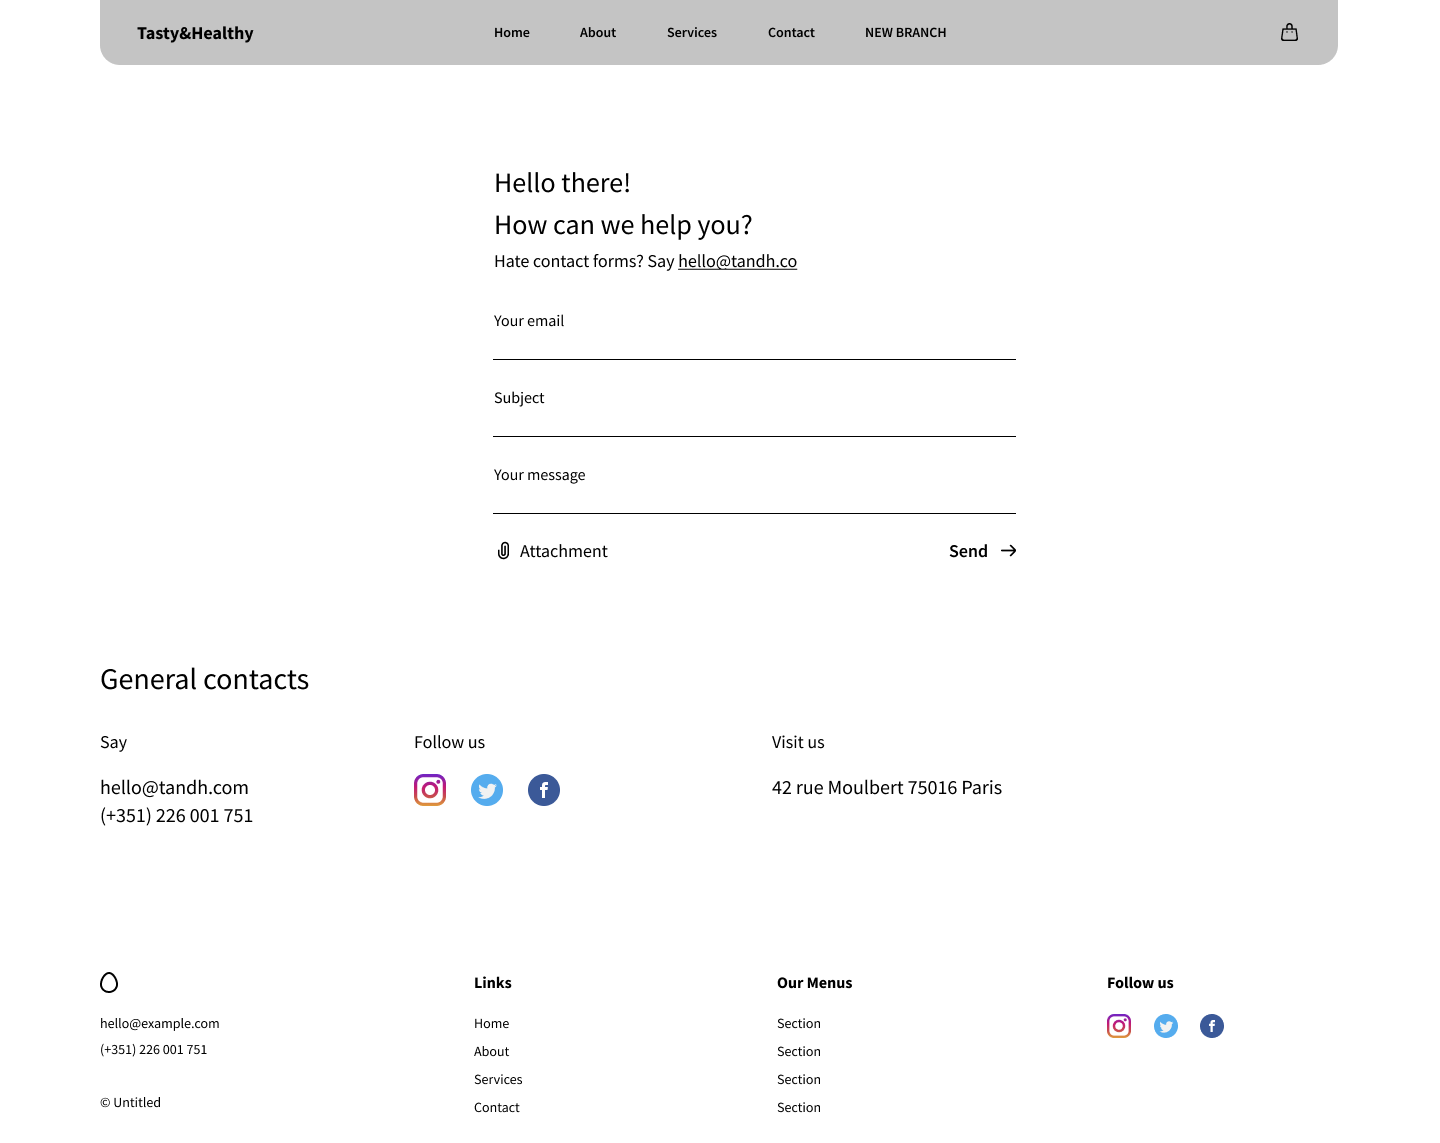 Tasty&Healthy
Home
About
Services
Contact
NEW BRANCH
Hello there!
How can we help you?
Hate contact forms? Say hello@tandh.co
Your email
Subject
Your message
Attachment
Send
General contacts
Say
hello@tandh.com
(+351) 226 001 751
Follow us
Visit us
42 rue Moulbert 75016 Paris
hello@example.com
(+351) 226 001 751
© Untitled
Links
Home
About
Services
Contact
Our Menus
Section
Section
Section
Section
Follow us